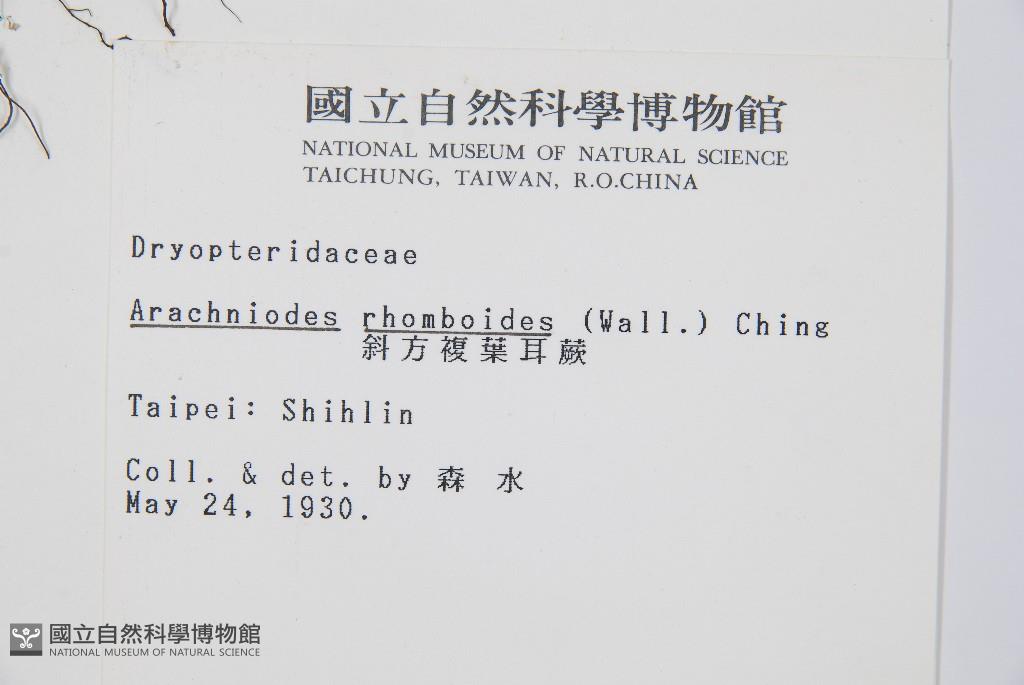 國立自然科學博物館
NATIONAL MUSEUM OF NATURAL SCIENCE
TAICHUNG, TAIWAN, R.O.CHINA
Dryopteridaceae
Arachniodes rhomboides (Wall.) Ching
斜方複葉耳蕨
Taipei: Shihlin
Coll. & det. by 森 水
May 24, 1930.
國立自然科學博物館
NATIONAL MUSEUM OF NATURAL SCIENCE